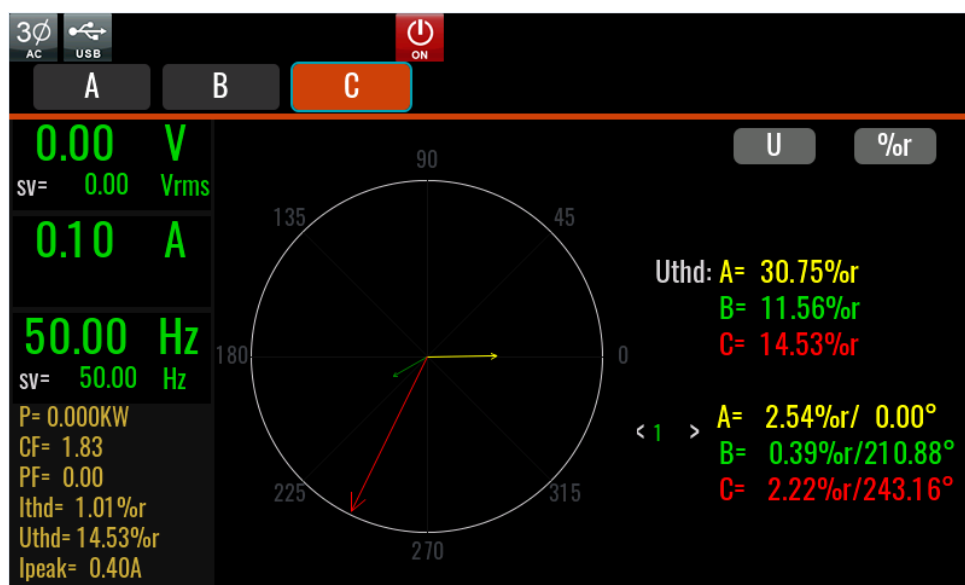 3Ø AC USB ON
A B C
0.00 V
sv= 0.00 Vrms
0.10 A
50.00 Hz
sv= 50.00 Hz
P= 0.000KW
CF= 1.83
PF= 0.00
Ithd= 1.01%r
Uthd= 14.53%r
Ipeak= 0.40A
90
135 45
180 0
225 315
270
U %r
Uthd: A= 30.75%r
B= 11.56%r
C= 14.53%r
< 1 > A= 2.54%r/ 0.00°
B= 0.39%r/210.88°
C= 2.22%r/243.16°